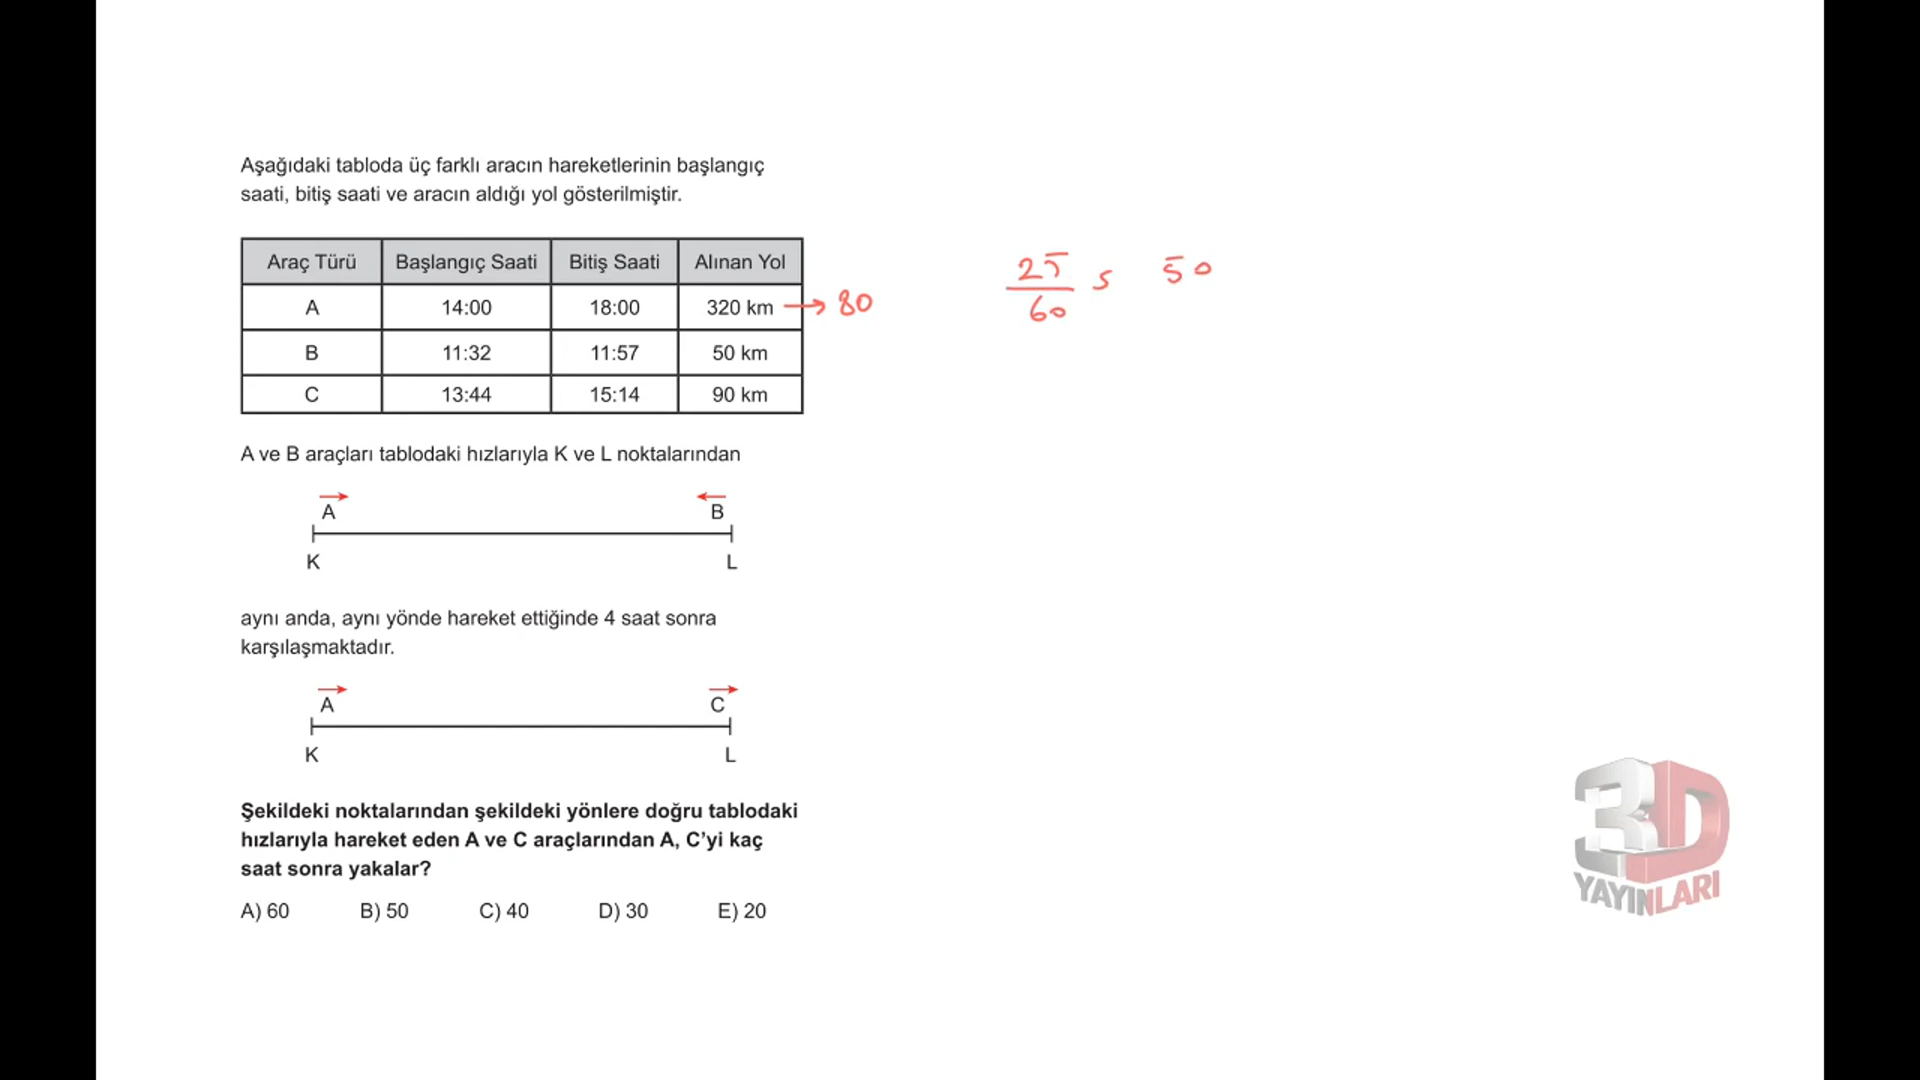 Aşağıdaki tabloda üç farklı aracın hareketlerinin başlangıç
saati, bitiş saati ve aracın aldığı yol gösterilmiştir.
Araç Türü Başlangıç Saati Bitiş Saati Alınan Yol
A 14:00 18:00 320 km → 80
B 11:32 11:57 50 km
C 13:44 15:14 90 km
25
60 s 50
A ve B araçları tablodaki hızlarıyla K ve L noktalarından
A B
K L
aynı anda, aynı yönde hareket ettiğinde 4 saat sonra
karşılaşmaktadır.
A C
K L
Şekildeki noktalarından şekildeki yönlere doğru tablodaki
hızlarıyla hareket eden A ve C araçlarından A, C’yi kaç
saat sonra yakalar?
A) 60 B) 50 C) 40 D) 30 E) 20
3D
YAYINLARI